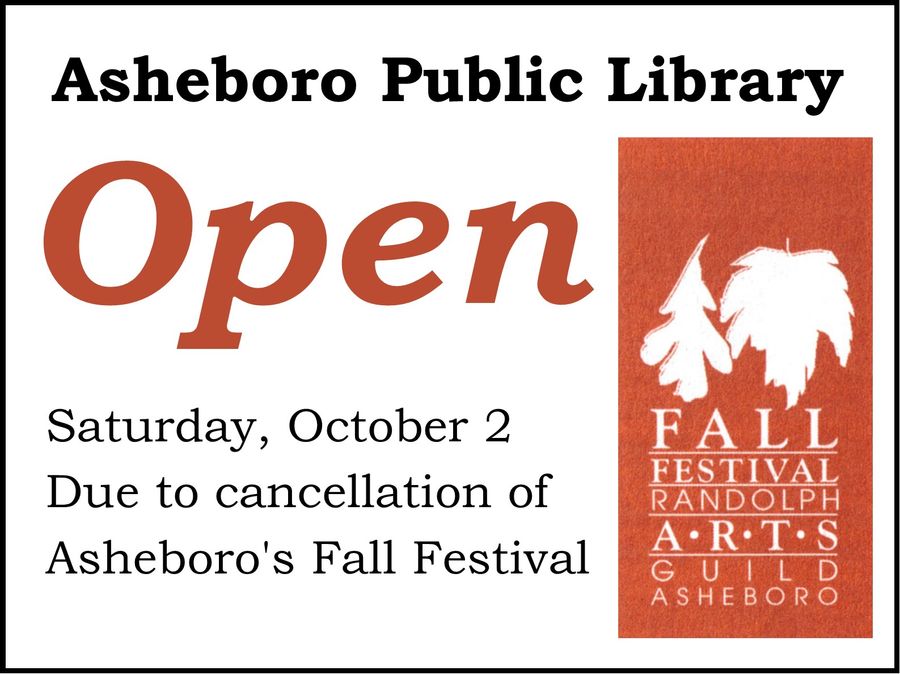 Asheboro Public Library
Open
Saturday, October 2
Due to cancellation of
Asheboro's Fall Festival
FALL
FESTIVAL
RANDOLPH
A•R•T•S
GUILD
ASHEBORO